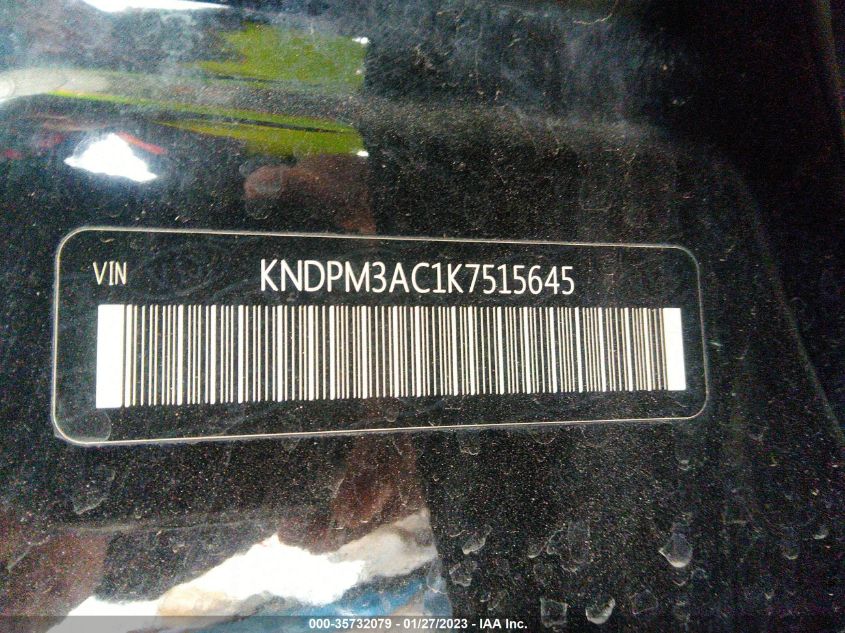 VIN KNDPM3AC1K7515645
000-35732079 - 01/27/2023 - IAA, Inc.